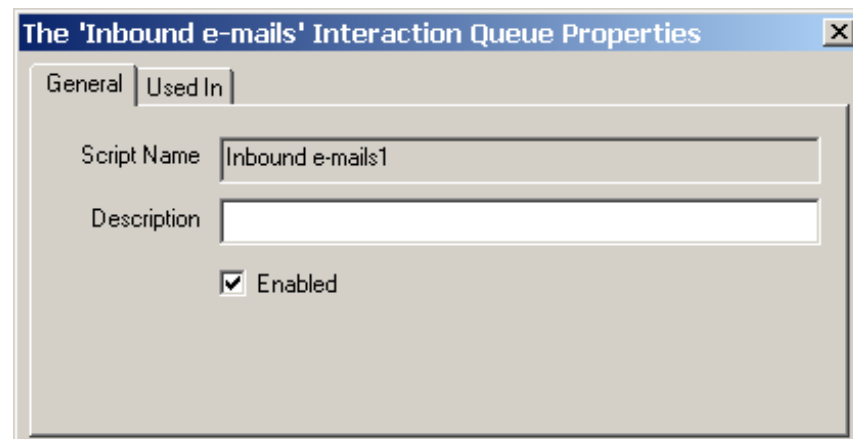 The 'Inbound e-mails' Interaction Queue Properties
General Used In
Script Name Inbound e-mails1
Description
Enabled